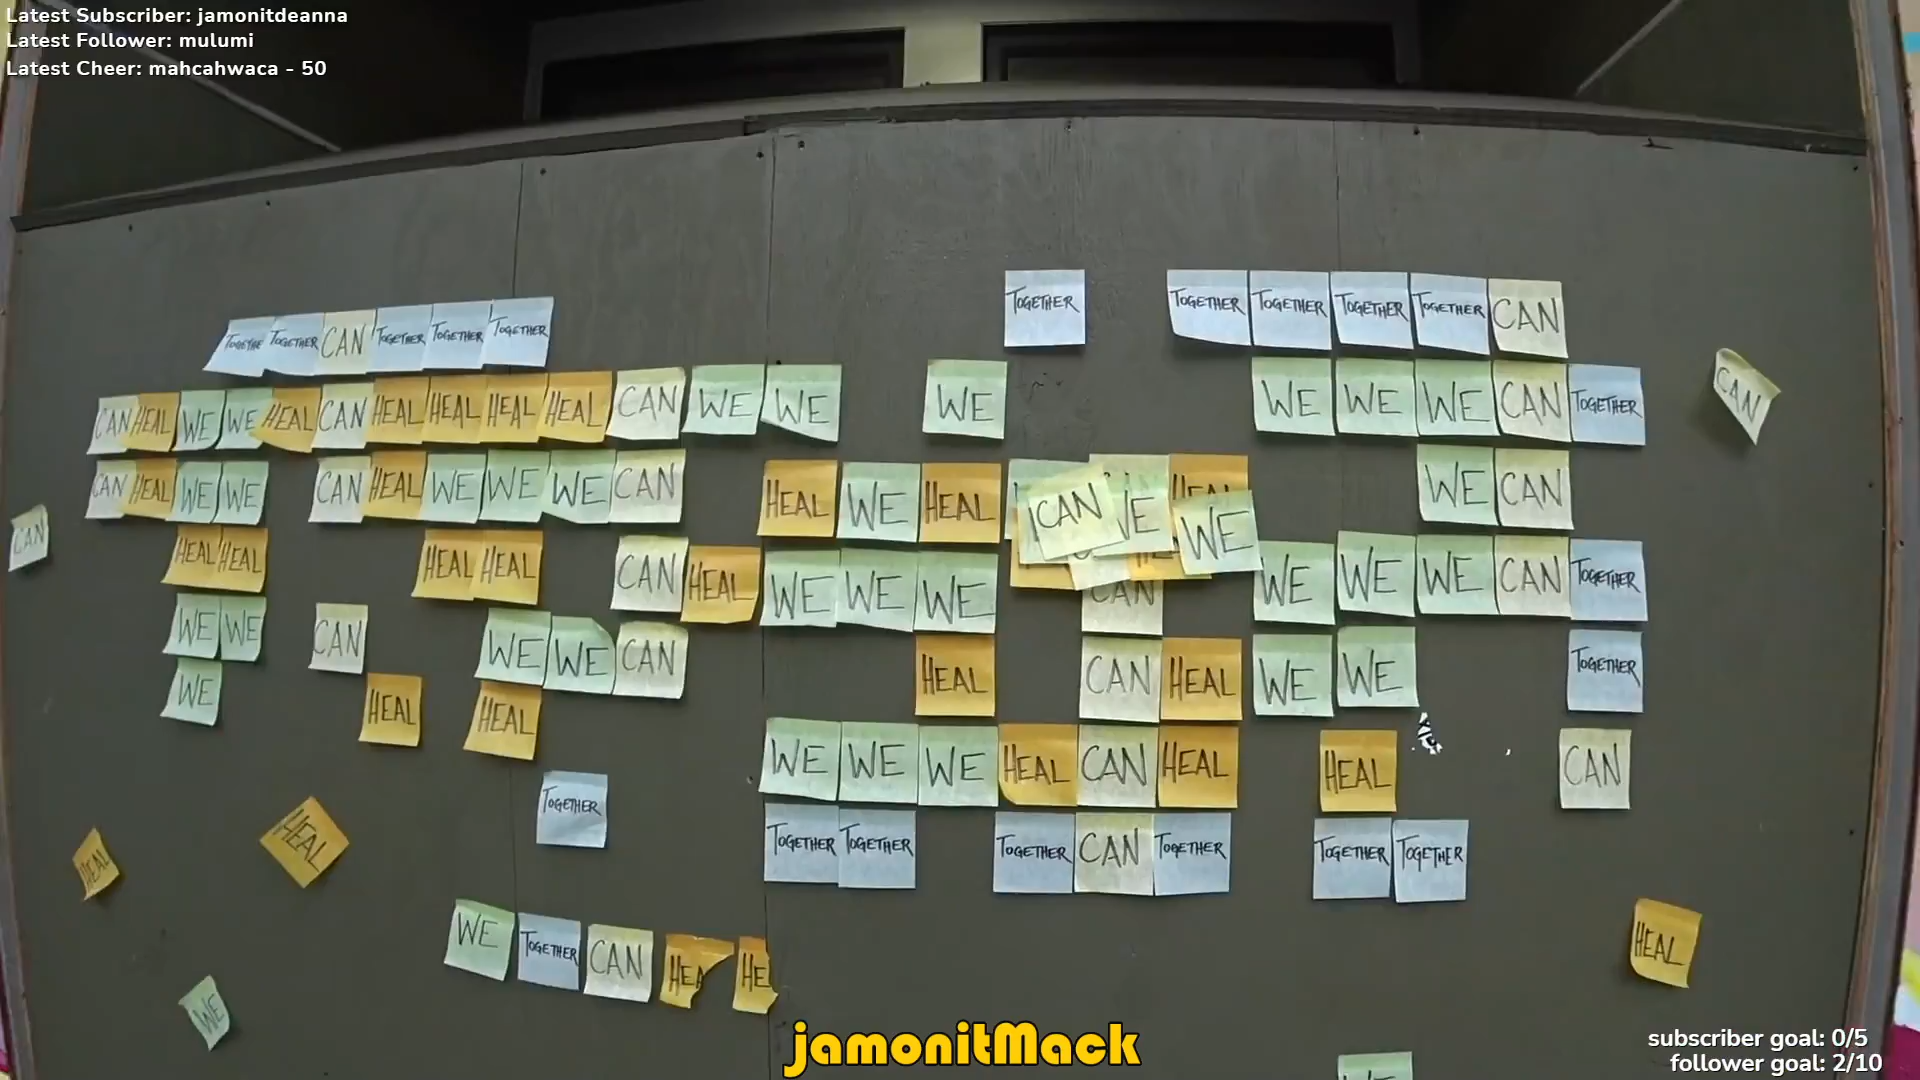 Latest Subscriber: jamonitdeanna
Latest Follower: mulumi
Latest Cheer: mahcahwaca - 50
TOGETHER
TOGETHER TOGETHER TOGETHER TOGETHER CAN
TOGETHE TOGETHER CAN TOGETHER TOGETHER TOGETHER
CAN HEAL WE WE HEAL CAN HEAL HEAL HEAL HEAL CAN WE WE WE WE WE WE CAN TOGETHER
CAN
CAN HEAL WE WE CAN HEAL WE WE WE CAN HEAL WE HEAL CAN WE HEAL WE WE CAN
CAN
HEAL HEAL HEAL HEAL CAN HEAL WE WE WE CAN WE WE WE CAN TOGETHER
WE WE CAN WE WE CAN HEAL CAN HEAL WE WE TOGETHER
WE HEAL HEAL WE WE WE HEAL CAN HEAL HEAL CAN
TOGETHER TOGETHER TOGETHER TOGETHER CAN TOGETHER TOGETHER TOGETHER
HEAL HEAL
WE TOGETHER CAN HEA HE HEAL
WE
jamonitMack
subscriber goal: 0/5
follower goal: 2/10